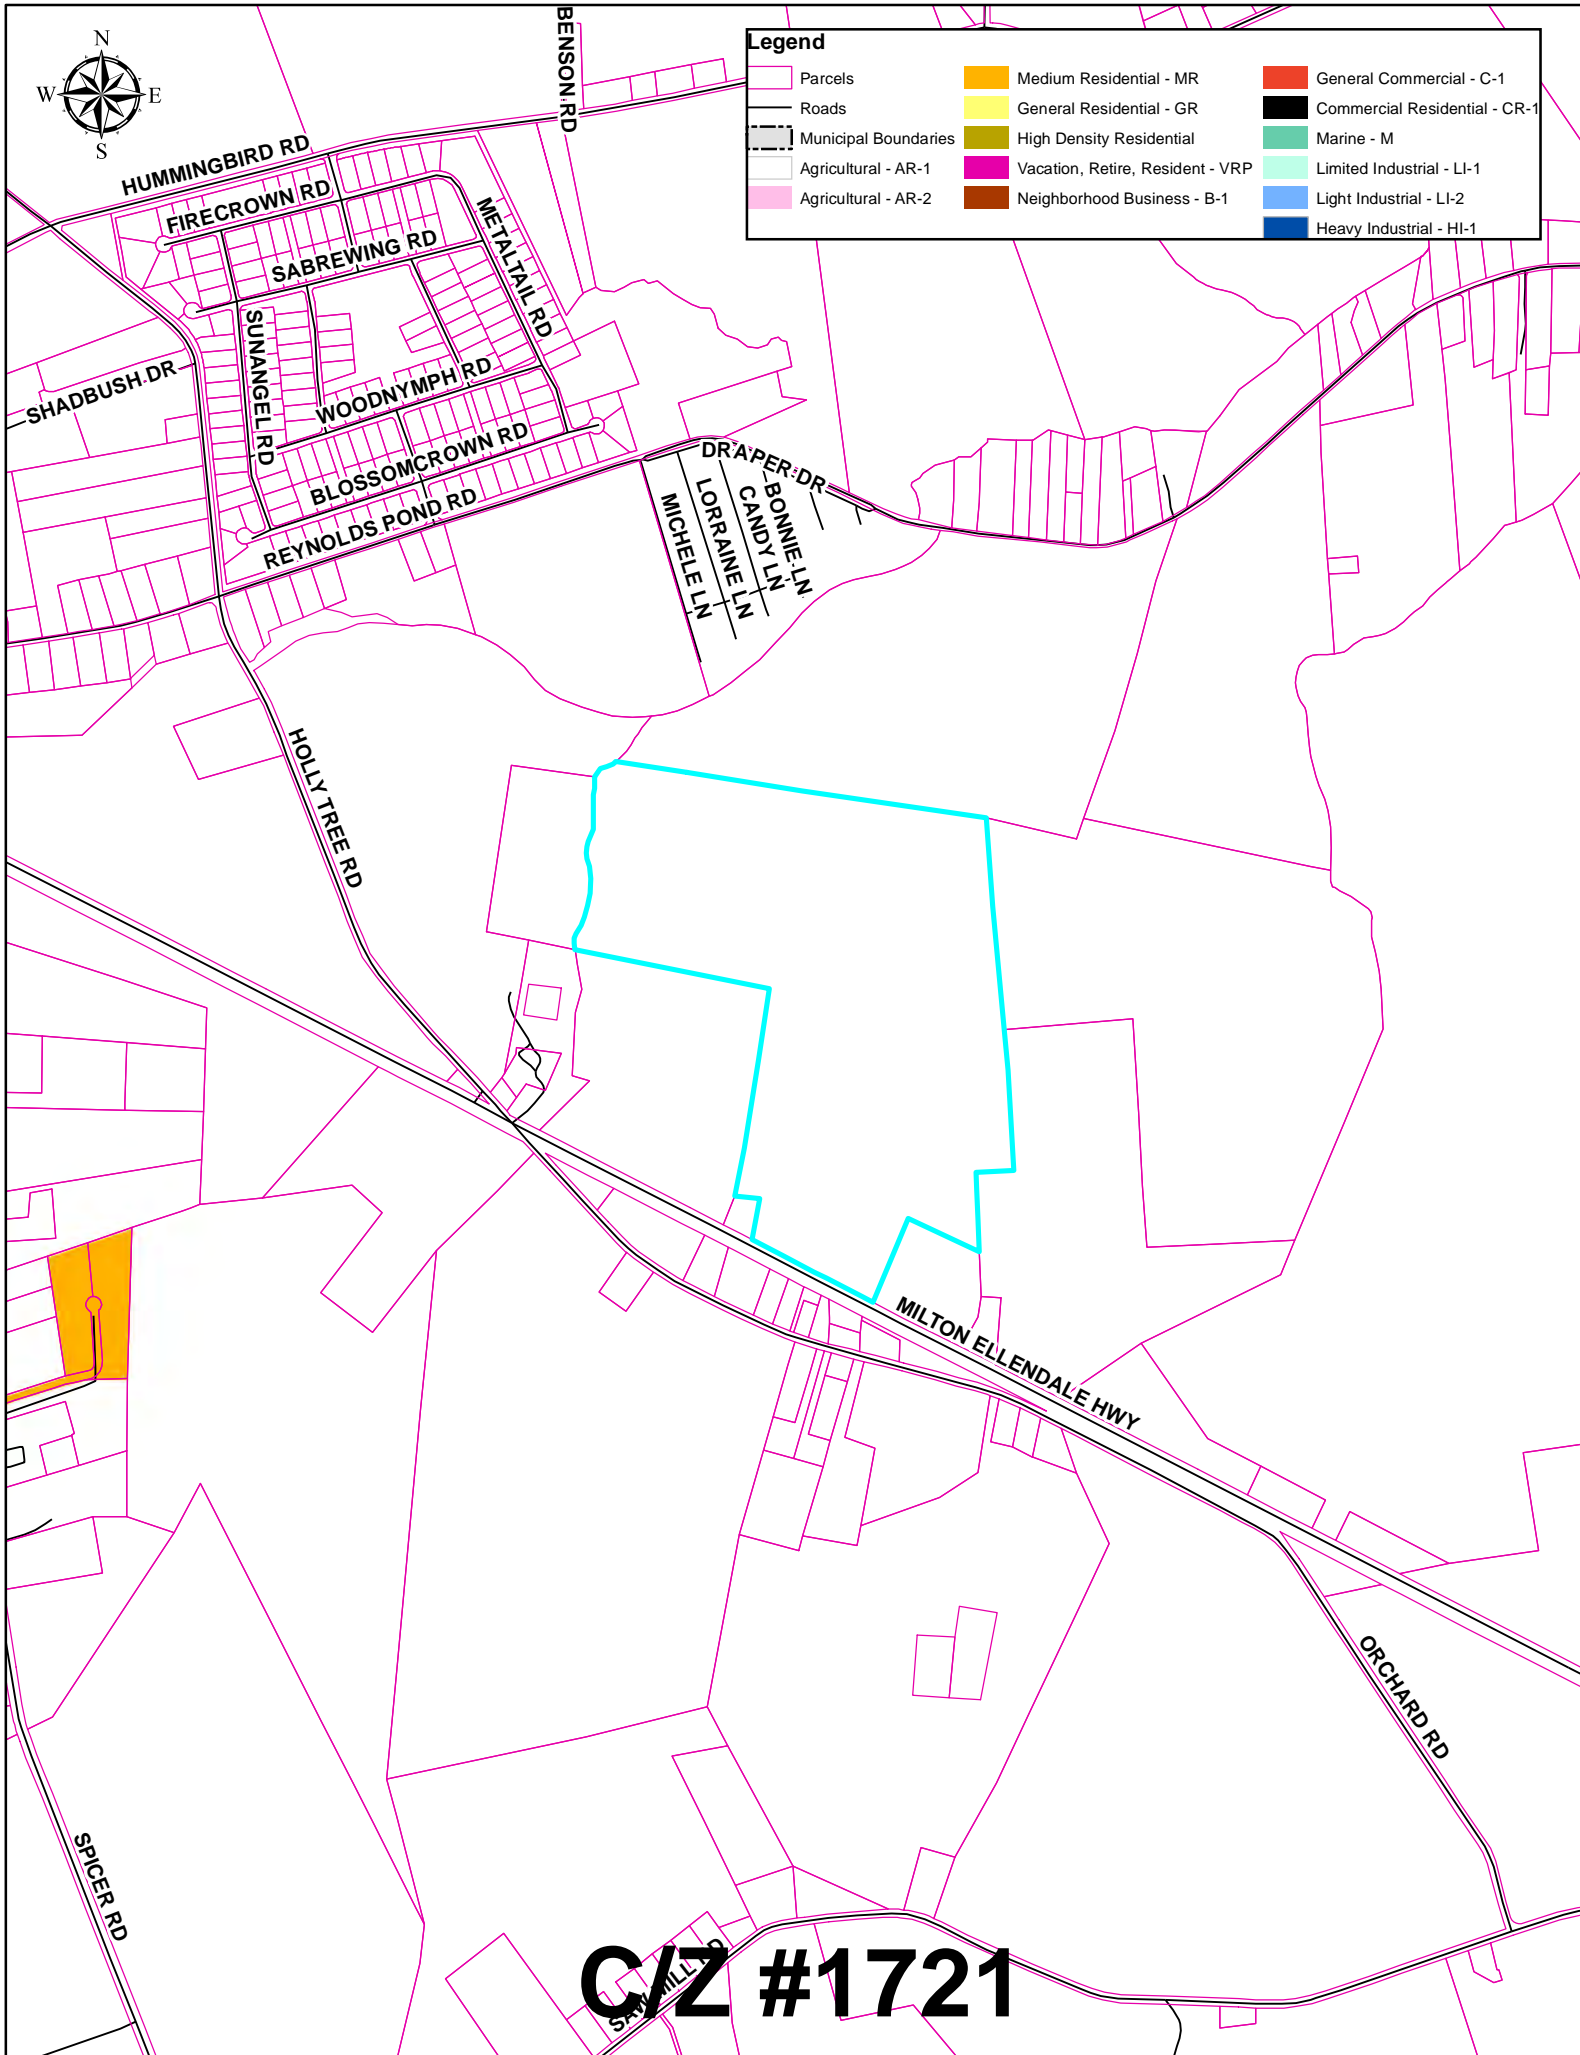 N
W E
S
Legend
Parcels
Roads
Municipal Boundaries
Agricultural - AR-1
Agricultural - AR-2
Medium Residential - MR
General Residential - GR
High Density Residential
Vacation, Retire, Resident - VRP
Neighborhood Business - B-1
General Commercial - C-1
Commercial Residential - CR-1
Marine - M
Limited Industrial - LI-1
Light Industrial - LI-2
Heavy Industrial - HI-1
BENSON RD
HUMMINGBIRD RD
FIRECROWN RD
METALTAIL RD
SABREWING RD
SUNANGEL RD
SHADBUSH DR
WOODNYMPH RD
BLOSSOMCROWN RD
REYNOLDS POND RD
DRAPER DR
MICHELE LN
LORRAINE LN
CANDY LN
BONNIE LN
HOLLY TREE RD
MILTON ELLENDALE HWY
ORCHARD RD
SPICER RD
SAW MILL RD
C/Z #1721